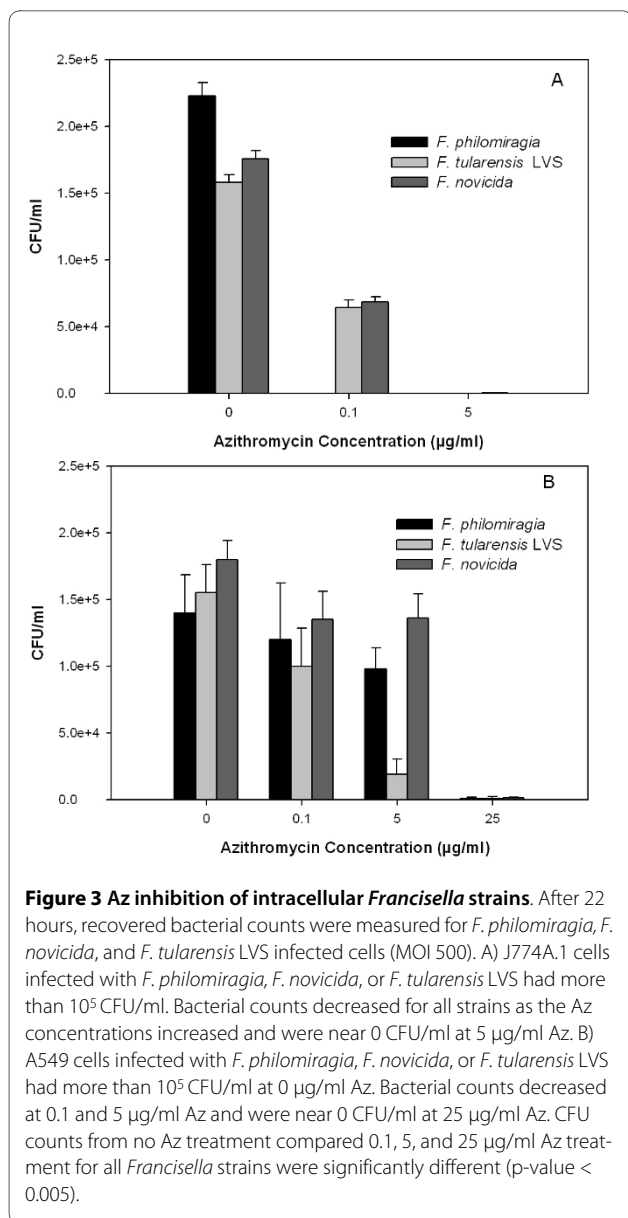 2.5e+5
A
2.0e+5
F. philomiragia
F. tularensis LVS
1.5e+5
F. novicida
CFU/ml
1.0e+5
5.0e+4
0.0
0
0.1
5
Azithromycin Concentration (µg/ml)
2.5e+5
B
F. philomiragia
2.0e+5
F. tularensis LVS
F. novicida
1.5e+5
CFU/ml
1.0e+5
5.0e+4
0.0
0
0.1
5
25
Azithromycin Concentration (µg/ml)
Figure 3 Az inhibition of intracellular Francisella strains. After 22
hours, recovered bacterial counts were measured for F. philomiragia, F.
novicida, and F. tularensis LVS infected cells (MOI 500). A) J774A.1 cells
infected with F. philomiragia, F. novicida, or F. tularensis LVS had more
than 10⁵ CFU/ml. Bacterial counts decreased for all strains as the Az
concentrations increased and were near 0 CFU/ml at 5 µg/ml Az. B)
A549 cells infected with F. philomiragia, F. novicida, or F. tularensis LVS
had more than 10⁵ CFU/ml at 0 µg/ml Az. Bacterial counts decreased
at 0.1 and 5 µg/ml Az and were near 0 CFU/ml at 25 µg/ml Az. CFU
counts from no Az treatment compared 0.1, 5, and 25 µg/ml Az treat-
ment for all Francisella strains were significantly different (p-value <
0.005).